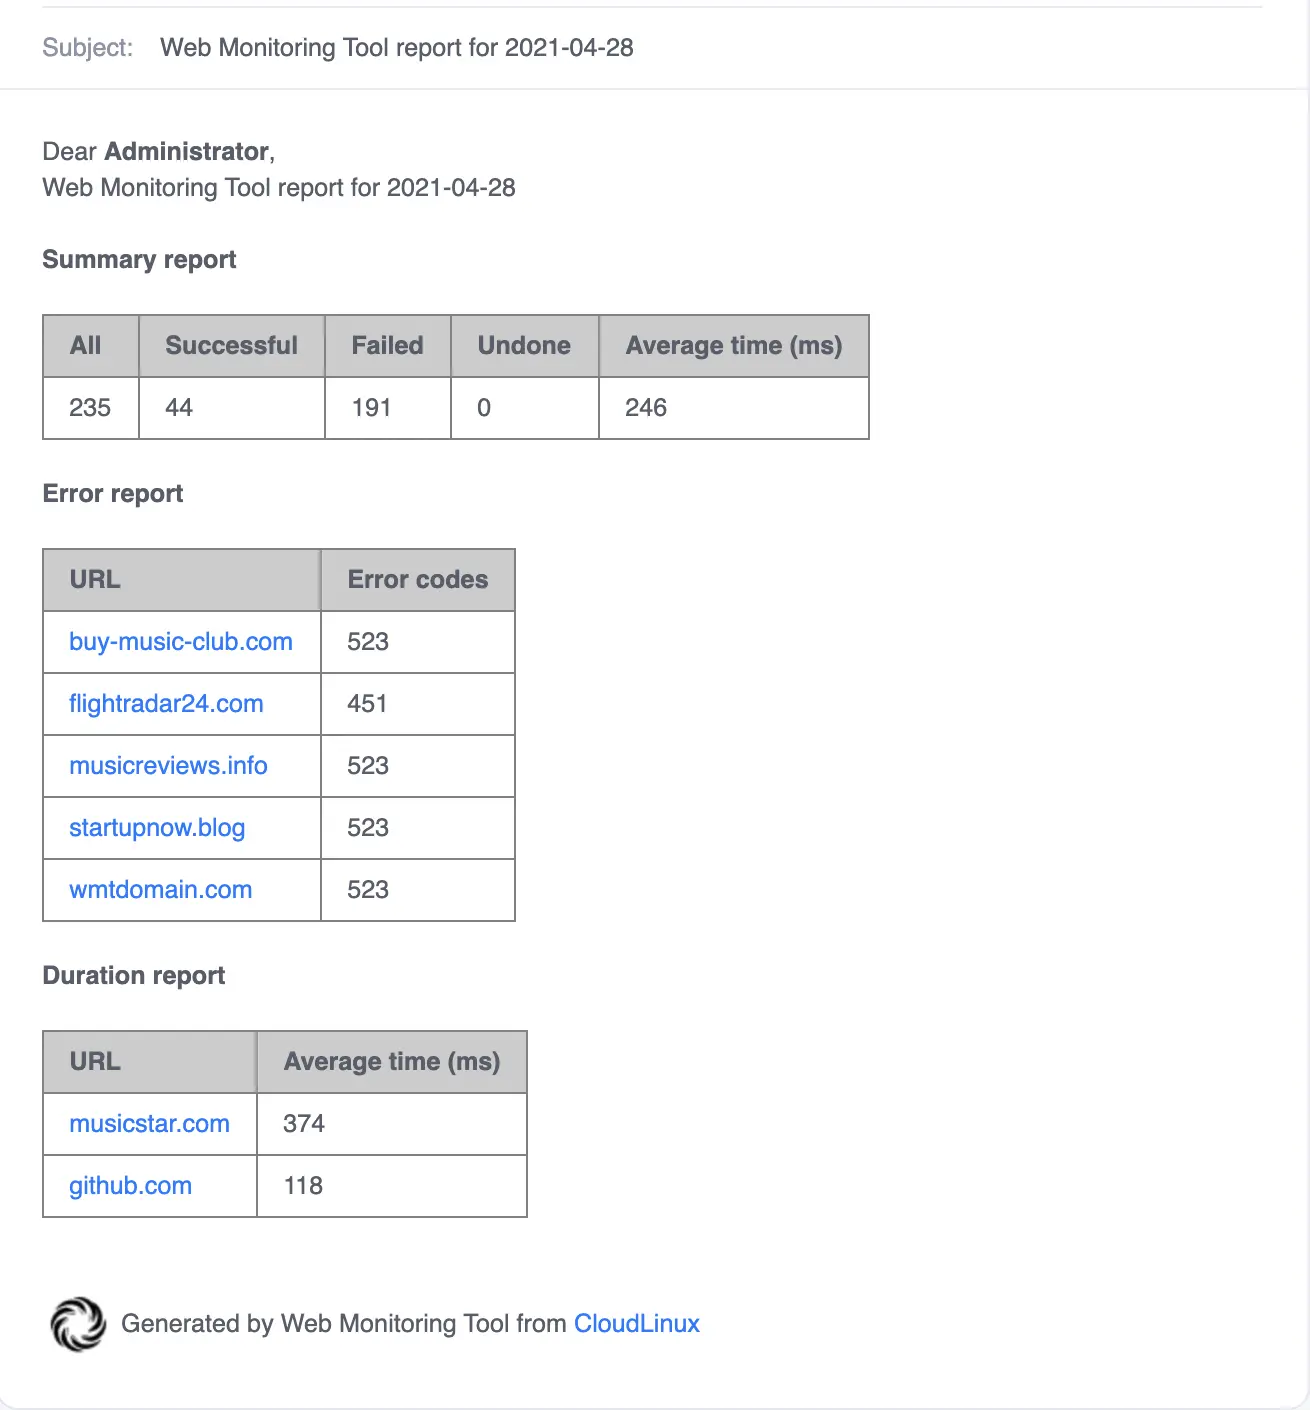 Subject: Web Monitoring Tool report for 2021-04-28
Dear Administrator,
Web Monitoring Tool report for 2021-04-28
Summary report
All Successful Failed Undone Average time (ms)
235 44 191 0 246
Error report
URL Error codes
buy-music-club.com 523
flightradar24.com 451
musicreviews.info 523
startupnow.blog 523
wmtdomain.com 523
Duration report
URL Average time (ms)
musicstar.com 374
github.com 118
Generated by Web Monitoring Tool from CloudLinux